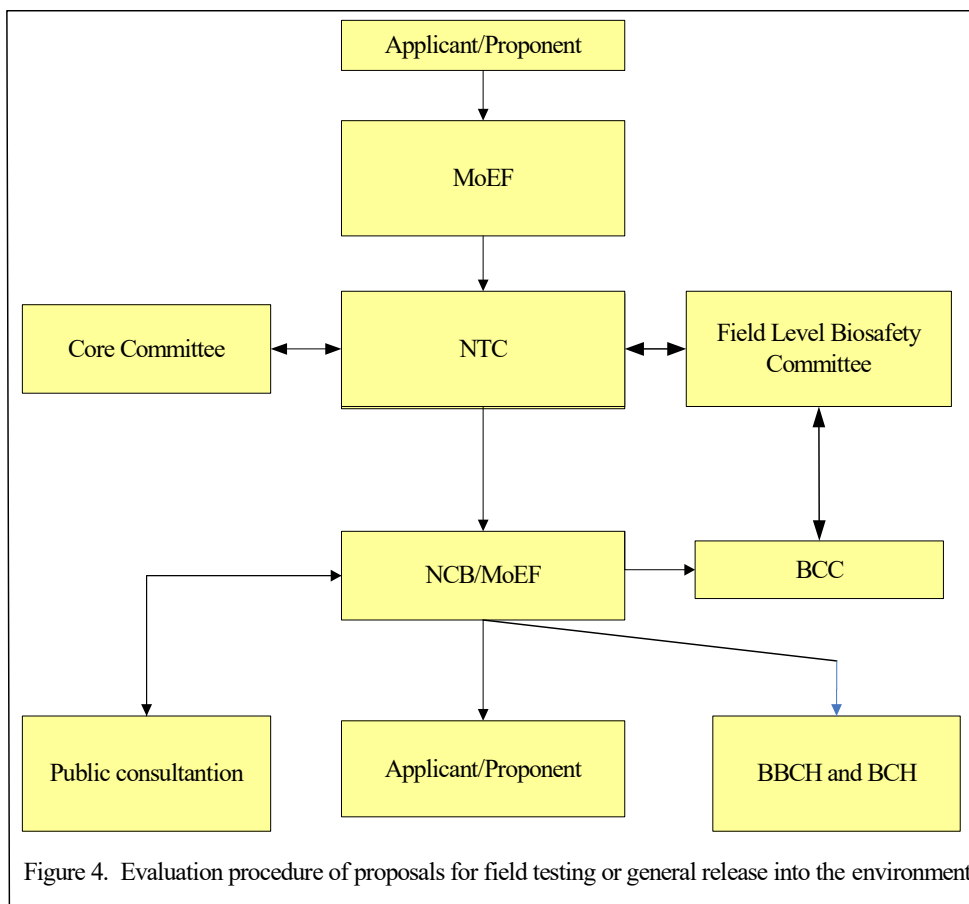 Applicant/Proponent
MoEF
Core Committee
NTC
Field Level Biosafety
Committee
NCB/MoEF
BCC
Public consultantion
Applicant/Proponent
BBCH and BCH
Figure 4. Evaluation procedure of proposals for field testing or general release into the environment